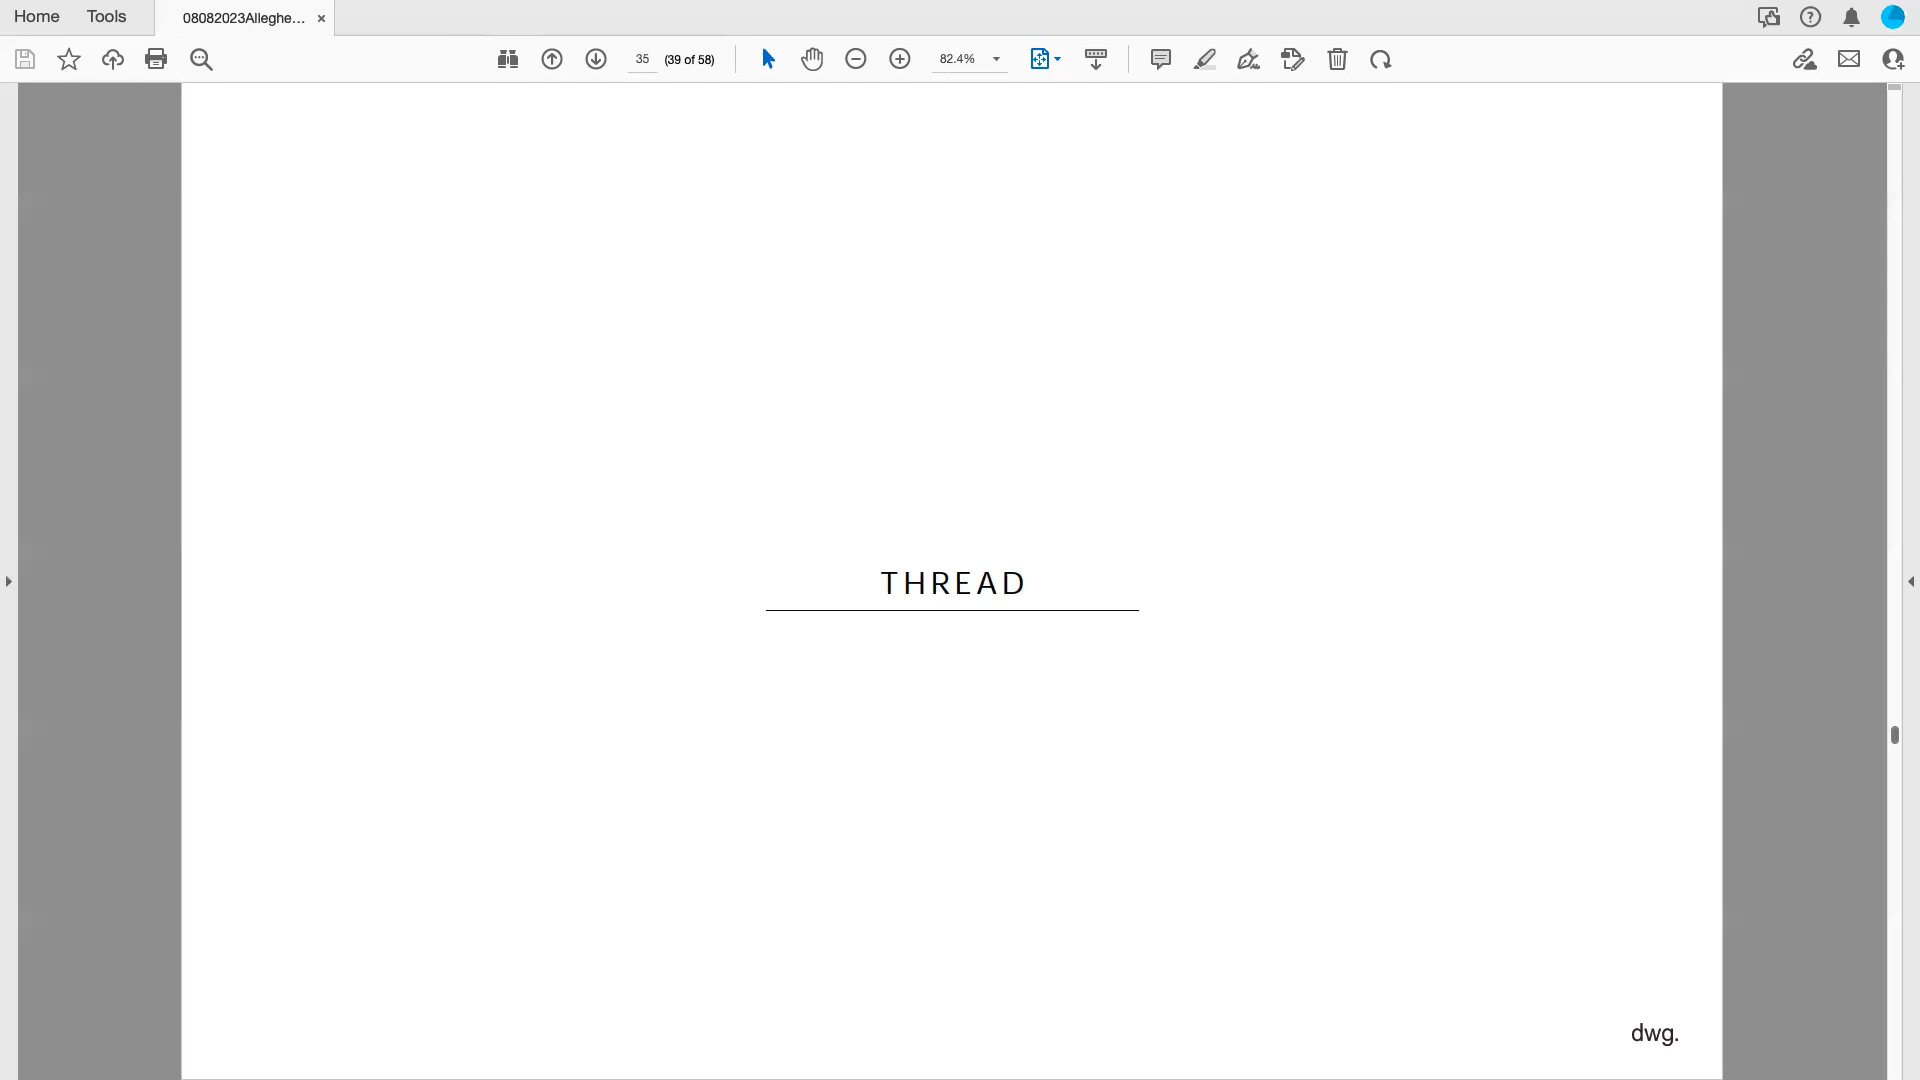 Home Tools 08082023Alleghe... ×
35 (39 of 58) 82.4%
THREAD
dwg.